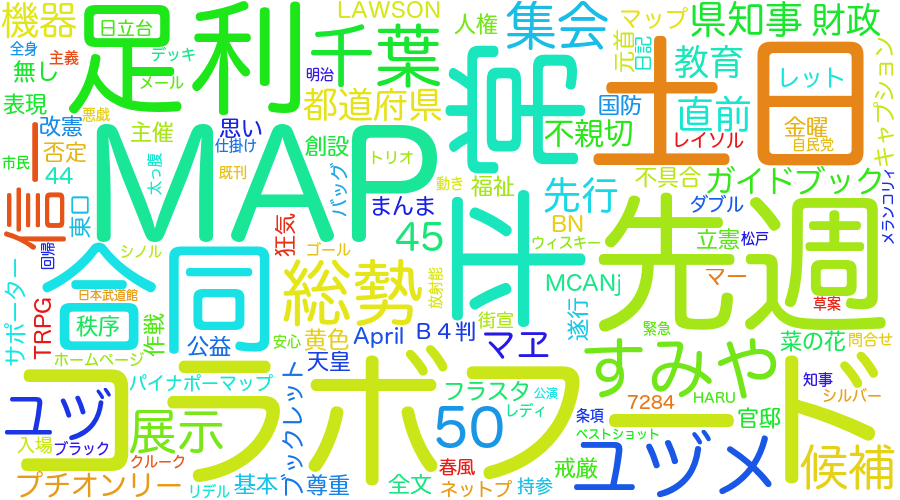 機器
全身
主義
日立台
デッキ
無し
メール
足利
明治
千葉
LAWSON
人権
集会
マップ
元首
日記
県知事
財政
教育
土日
レット
金曜
自民党
キャプション
表現
改憲
悪戯
主催
思い
仕掛け
創設
都道府県
国防
直前
不親切
レイソル
市民
否定
44
信一
太っ腹
既刊
MAP
トリオ
バッグ
動き
福祉
半常
先行
不具合
ガイドブック
メランコリィ
東口
回帰
狂気
まんま
45
BN
ウィスキー
ダブル
立憲
松戸
先週
シノル
ゴール
合同
総勢
放射能
MCANj
マー
日本武道館
サポーター
TRPG
秩序
作戦
公益
安心
黄色
April
B4判
街宣
遂行
マヱ
緊急
草案
菜の花
問合せ
ホームページ
天皇
すみや
知事
パイナポーマップ
ブックレット
フラスタ
公演
レディ
HARU
7284
シルバー
官邸
条項
ベストショット
コラボフード
ユヅ
展示
50
ユヅメ
候補
入場
ブラック
クルーク
春風
戒厳
プチオンリー
リデル
基本
尊重
全文
ネットプ
持参